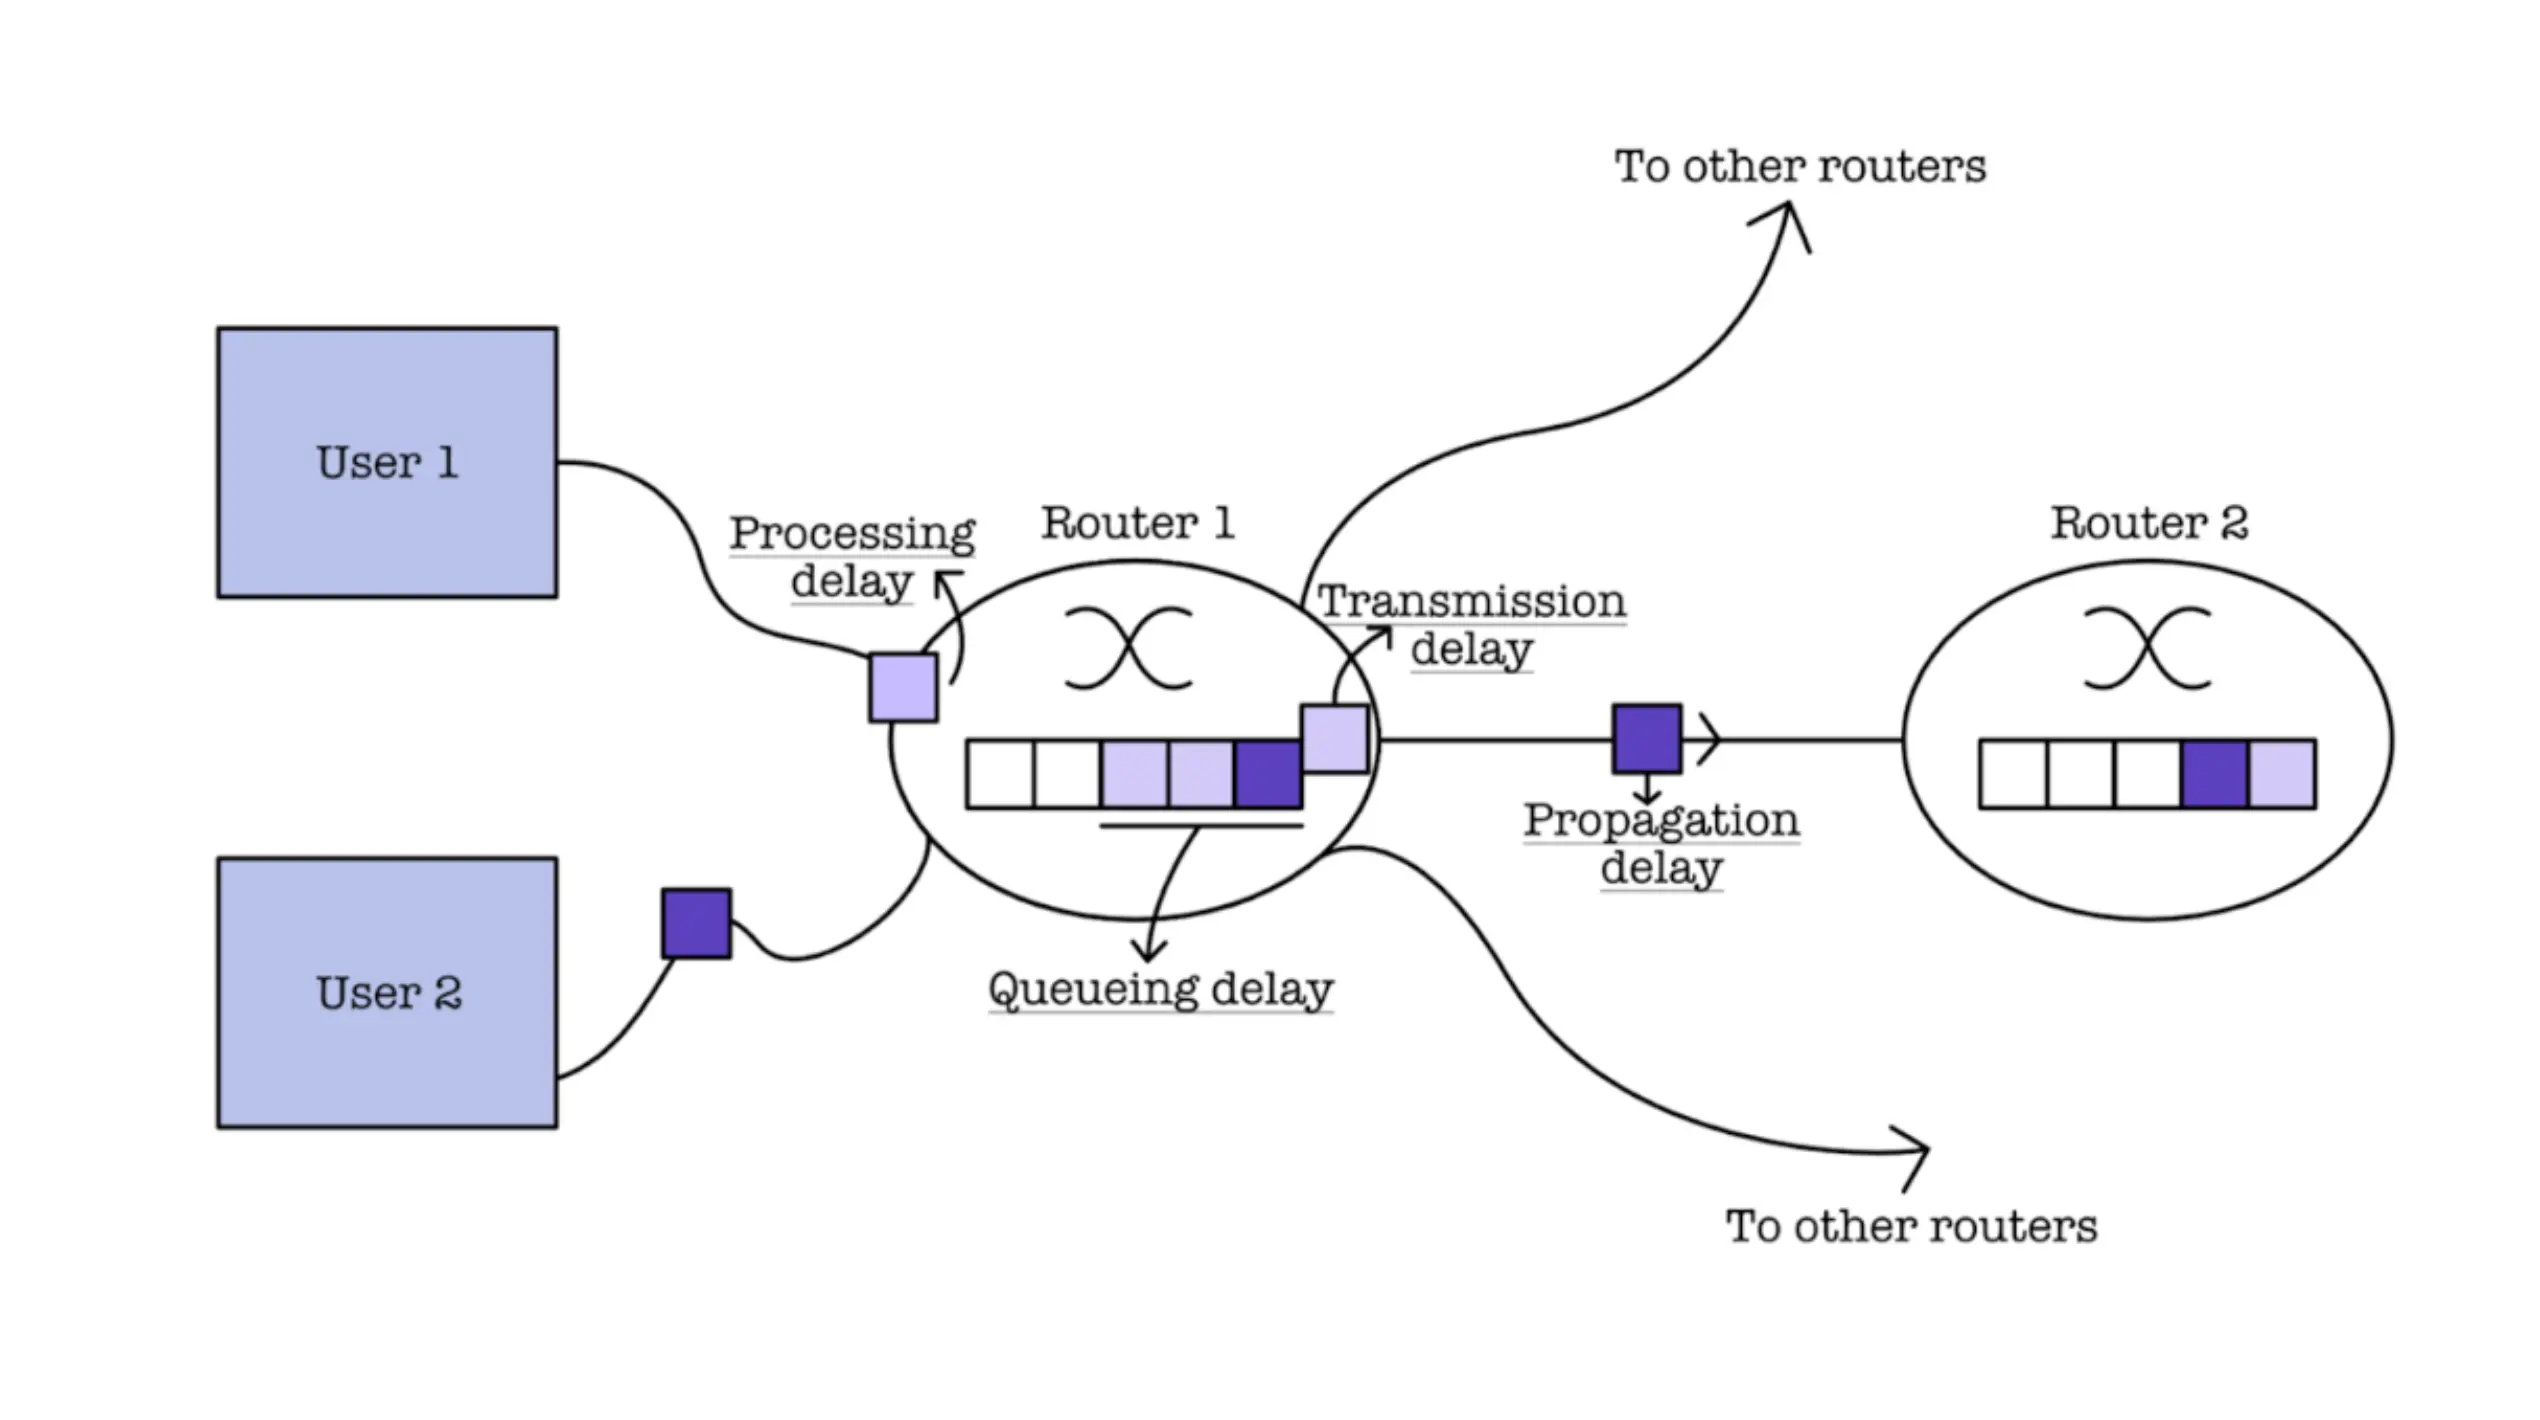 To other routers
User 1
Processing
delay
Router 1
Transmission
delay
Router 2
Propagation
delay
User 2
Queueing delay
To other routers